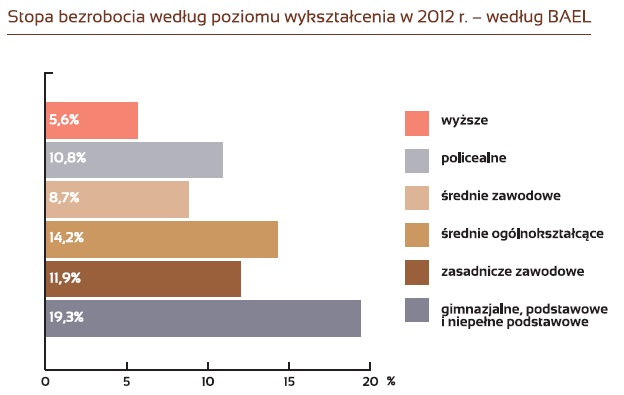 Stopa bezrobocia według poziomu wykształcenia w 2012 r. – według BAEL
5,6%
10,8%
8,7%
14,2%
11,9%
19,3%
0 5 10 15 20 %
wyższe
policealne
średnie zawodowe
średnie ogólnokształcące
zasadnicze zawodowe
gimnazjalne, podstawowe
i niepełne podstawowe